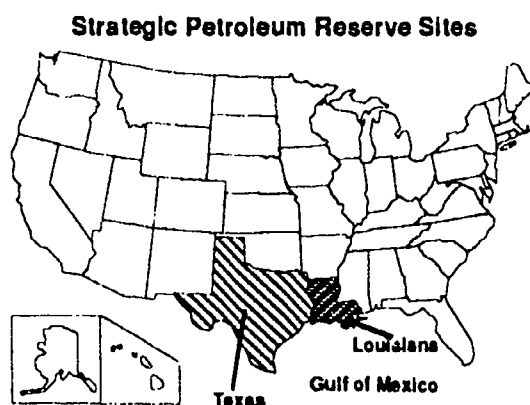 Strategic Petroleum Reserve Sites
Louisiana
Gulf of Mexico
Texas